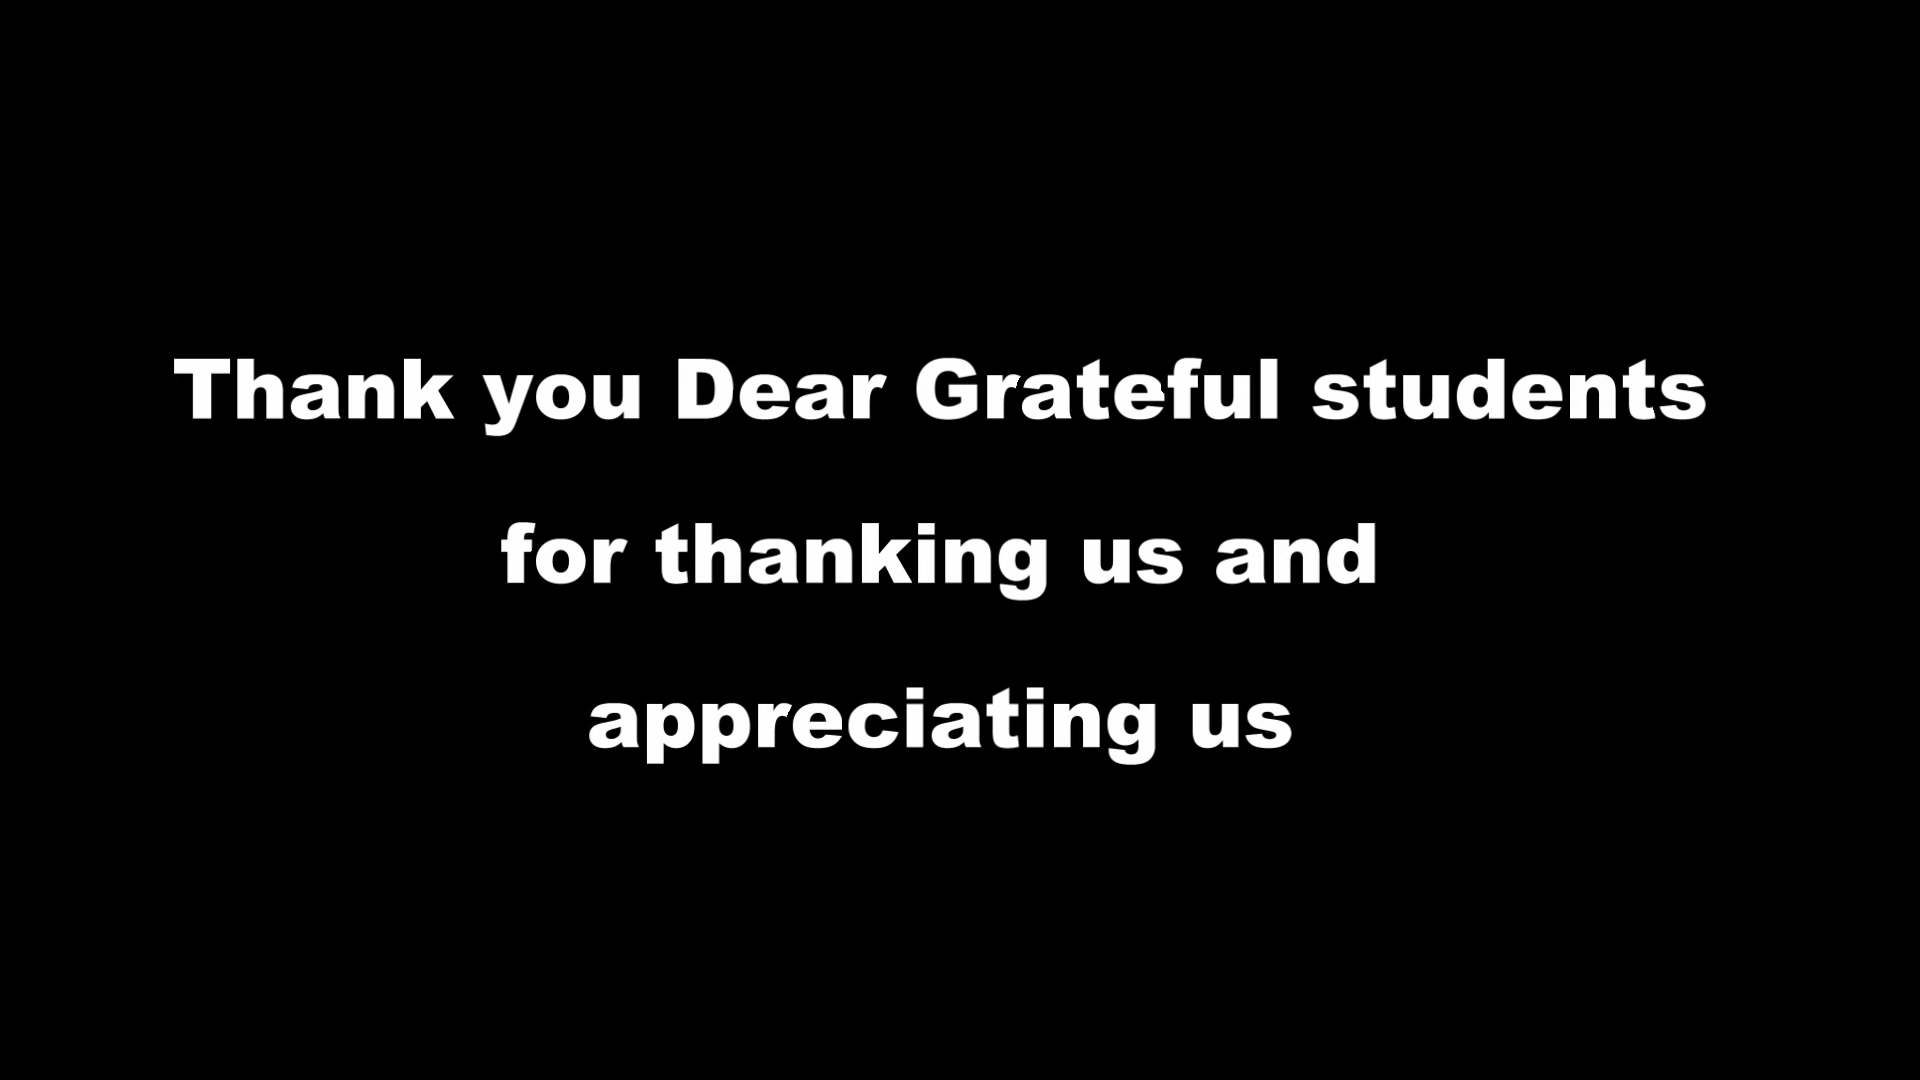 Thank you Dear Grateful students
for thanking us and
appreciating us